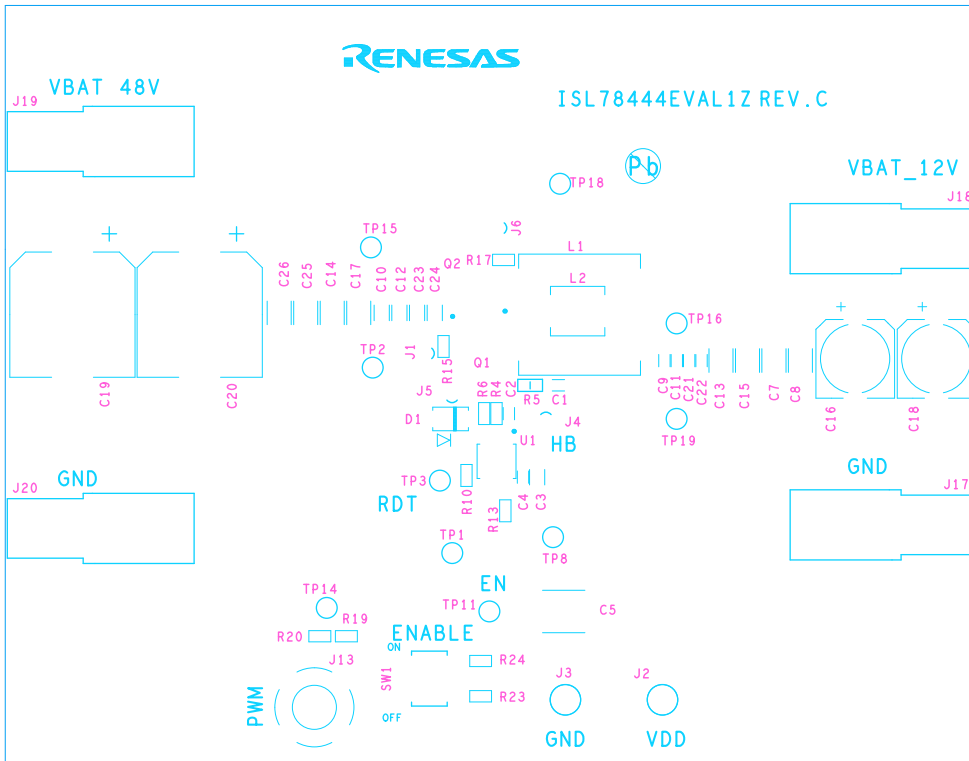 RENESAS
VBAT 48V
J19
ISL78444EVAL1Z REV.C
Pb
VBAT_12V
TP18
J18
TP15
J6
L1
Q2
R17
C26
C25
C14
C17
C10
C12
C23
C24
L2
+
+
TP16
+
+
TP2
J1
R15
Q1
C9
C11
C21
C22
C13
C15
C7
C8
C19
C20
J5
R6
R4
C2
R5
C1
C16
C18
D1
U1
J4
HB
TP19
GND
J20
TP3
RDT
R10
C4
C3
R13
GND
J17
TP1
TP8
EN
TP14
TP11
C5
R20
R19
ENABLE
ON
J13
SW1
R24
R23
J3
J2
PWM
OFF
GND
VDD